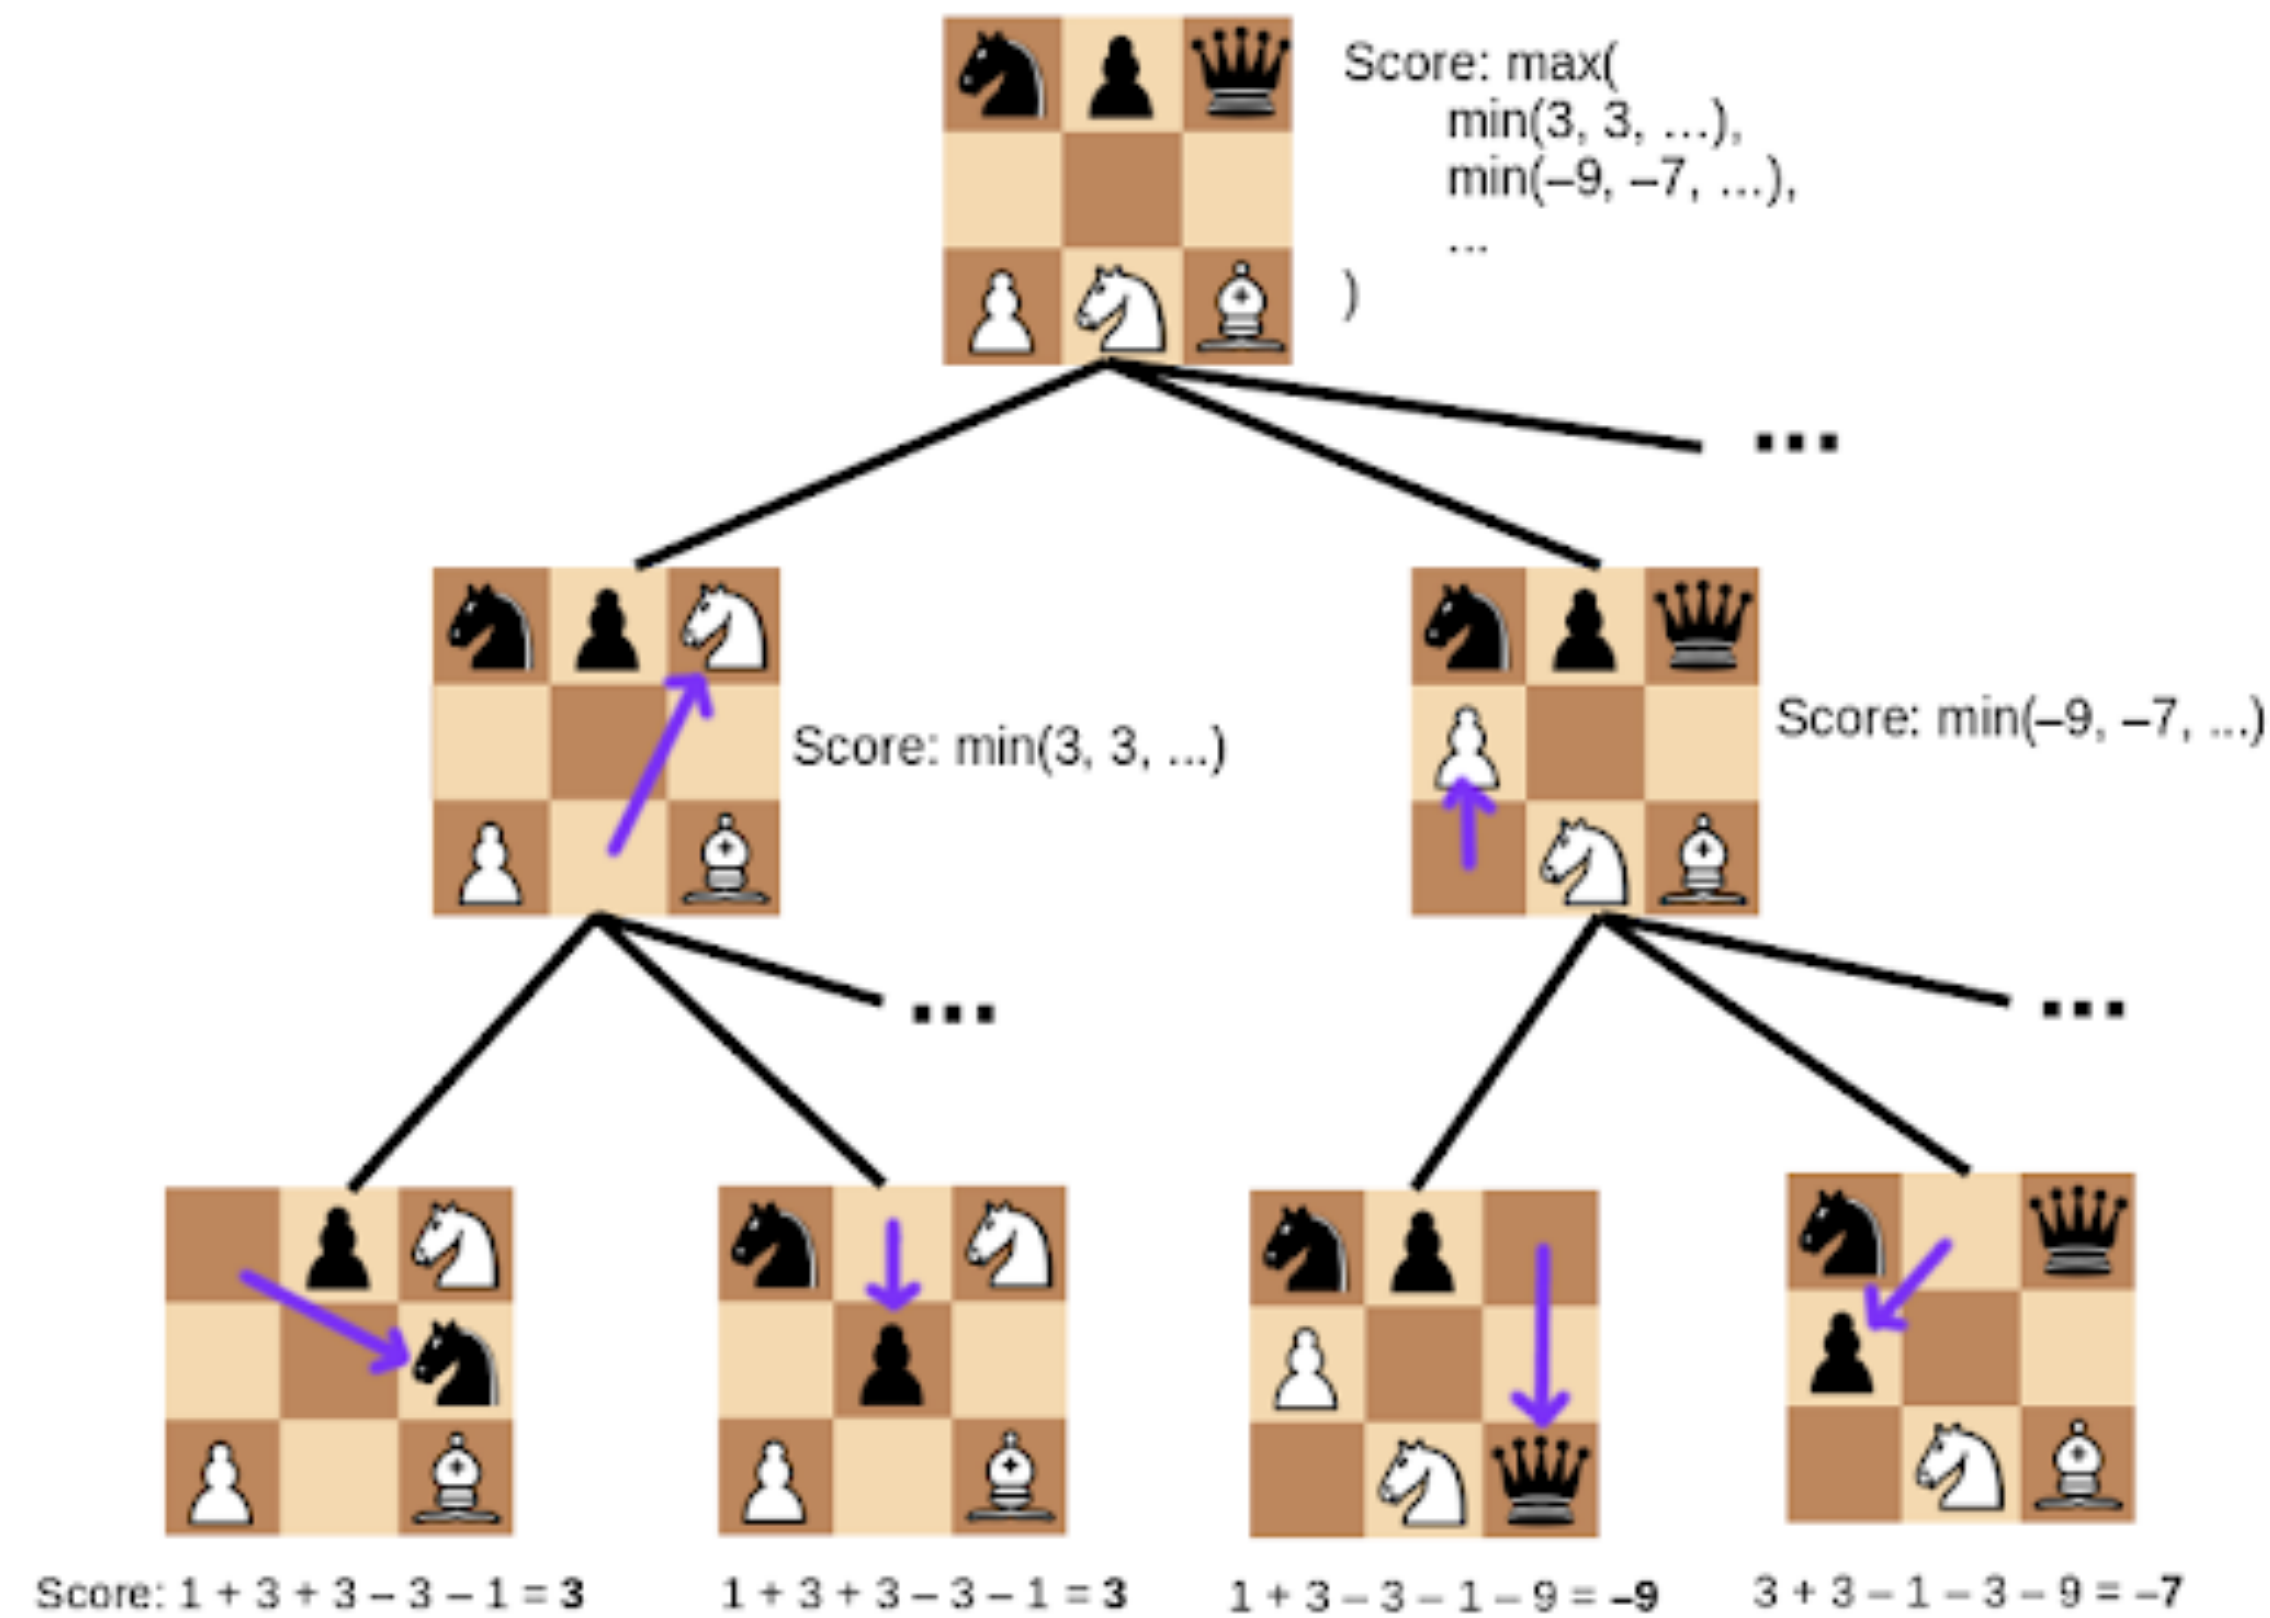 Score: max(
min(3, 3, ...),
min(–9, –7, ...),
...
)
...
Score: min(3, 3, ...)
Score: min(–9, –7, ...)
...
...
Score: 1 + 3 + 3 – 3 – 1 = 3
1 + 3 + 3 – 3 – 1 = 3
1 + 3 – 3 – 1 – 9 = –9
3 + 3 – 1 – 3 – 9 = –7